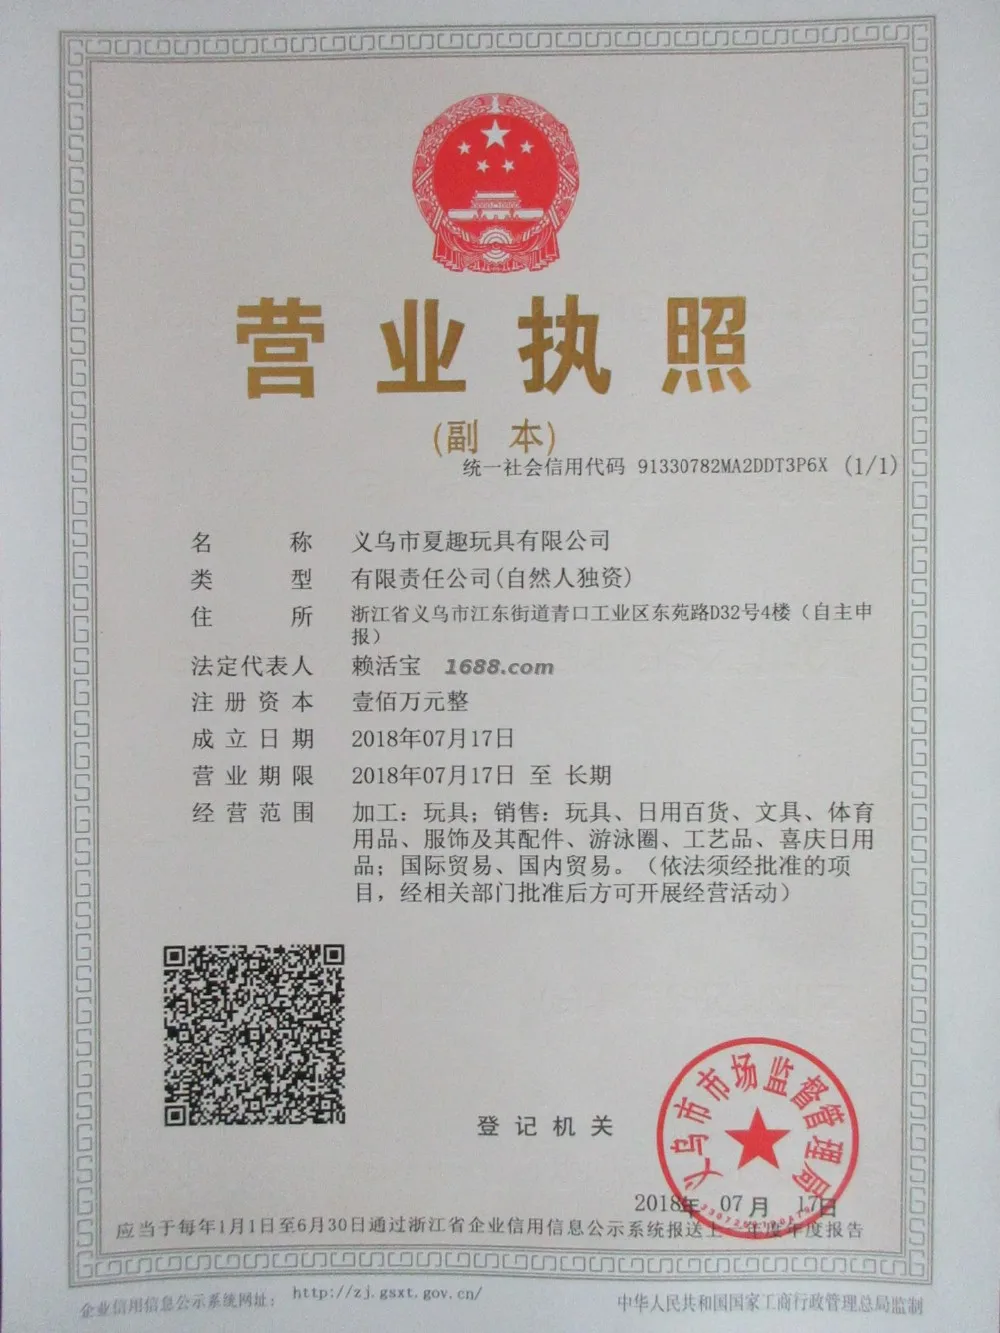 营业执照
(副 本)
统一社会信用代码 91330782MA2DDT3P6X (1/1)
名称 义乌市夏趣玩具有限公司
类型 有限责任公司(自然人独资)
住所 浙江省义乌市江东街道青口工业区东苑路D32号4楼（自主申
报）
法定代表人 赖活宝 1688.com
注册资本 壹佰万元整
成立日期 2018年07月17日
营业期限 2018年07月17日 至 长期
经营范围 加工：玩具；销售：玩具、日用百货、文具、体育
用品、服饰及其配件、游泳圈、工艺品、喜庆日用
品；国际贸易、国内贸易。（依法须经批准的项
目，经相关部门批准后方可开展经营活动）
义乌市市场监督管理局
登记机关
2018年 07月 17日
应当于每年1月1日至6月30日通过浙江省企业信用信息公示系统报送上一年度年度报告
企业信用信息公示系统网址： http://zj.gsxt.gov.cn/
中华人民共和国国家工商行政管理总局监制